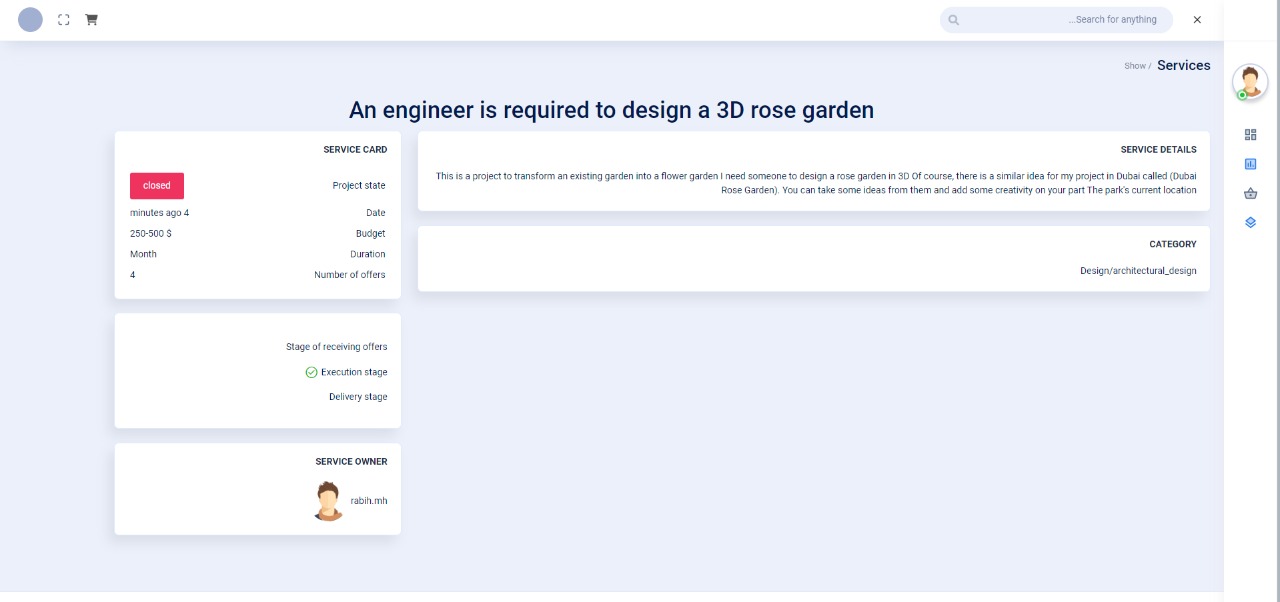 ...Search for anything
Show / Services
An engineer is required to design a 3D rose garden
SERVICE CARD
closed Project state
minutes ago 4 Date
250-500 $ Budget
Month Duration
4 Number of offers
Stage of receiving offers
Execution stage
Delivery stage
SERVICE OWNER
rabih.mh
SERVICE DETAILS
This is a project to transform an existing garden into a flower garden I need someone to design a rose garden in 3D Of course, there is a similar idea for my project in Dubai called (Dubai
Rose Garden). You can take some ideas from them and add some creativity on your part The park's current location
CATEGORY
Design/architectural_design